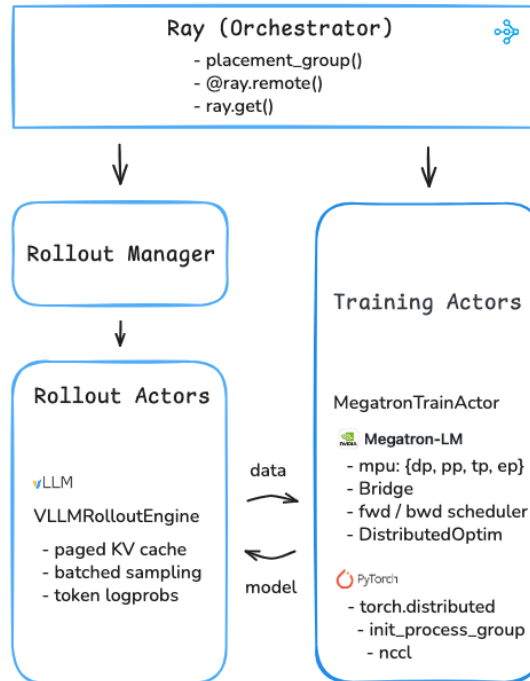 Ray (Orchestrator)
- placement_group()
- @ray.remote()
- ray.get()
Rollout Manager
Rollout Actors
vLLM
VLLMRolloutEngine
- paged KV cache
- batched sampling
- token logprobs
data
model
Training Actors
MegatronTrainActor
NVIDIA
Megatron-LM
- mpu: {dp, pp, tp, ep}
- Bridge
- fwd / bwd scheduler
- DistributedOptim
PyTorch
- torch.distributed
- init_process_group
- nccl